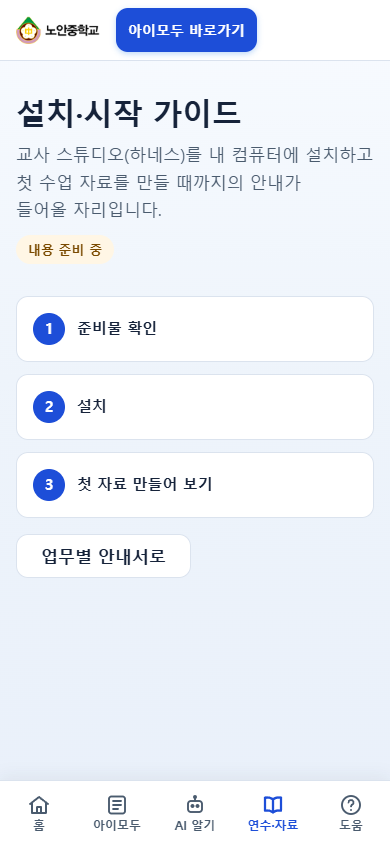 노안중학교
아이모두 바로가기
설치·시작 가이드
교사 스튜디오(하네스)를 내 컴퓨터에 설치하고
첫 수업 자료를 만들 때까지의 안내가
들어올 자리입니다.
내용 준비 중
1 준비물 확인
2 설치
3 첫 자료 만들어 보기
업무별 안내서로
홈 아이모두 AI 알기 연수·자료 도움